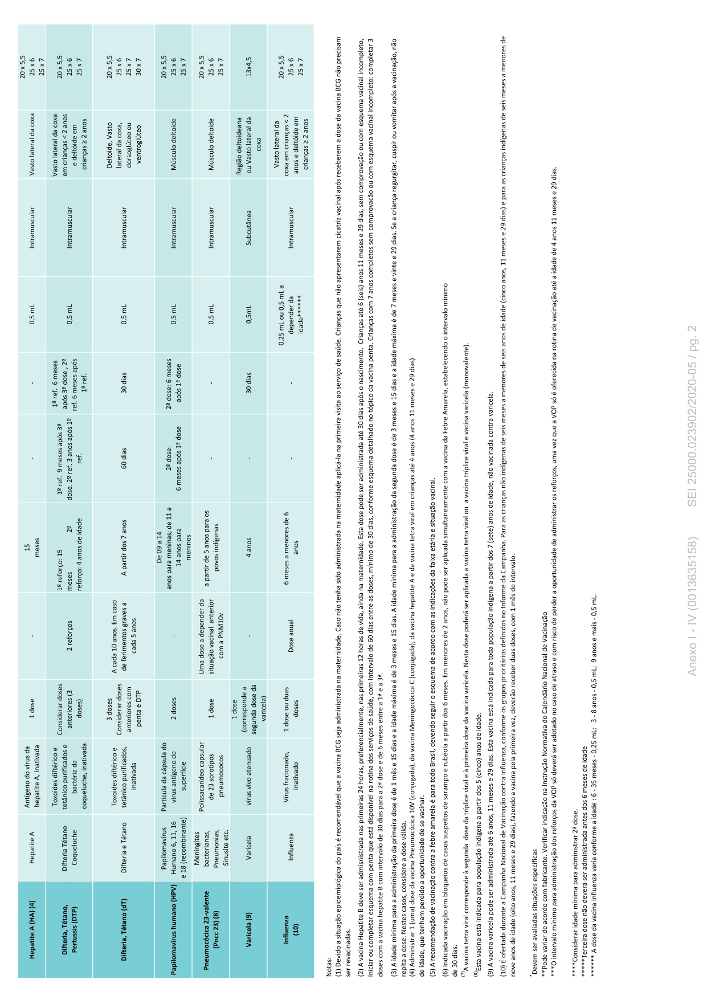 Hepatite A (HA) (4)
Hepatite A
Antígeno do vírus da
hepatite A, inativada
1 dose
-
15
meses
-
-
0,5 mL
Intramuscular
Vasto lateral da coxa
20 x 5,5
25 x 6
25 x 7
Difteria, Tétano,
Pertussis (DTP)
Difteria Tétano
Coqueluche
Toxoides diftérico e
tetânico purificados e
bactéria da
coqueluche, inativada
Considerar doses
anteriores (3
doses)
2 reforços
1º reforço: 15
meses 2º
reforço: 4 anos de idade
1º ref. 9 meses após 3ª
dose. 2º ref. 3 anos após 1º
ref.
1º ref. 6 meses
após 3ª dose , 2º
ref. 6 meses após
1º ref.
0,5 mL
Intramuscular
Vasto lateral da coxa
em crianças < 2 anos
e deltóide em
crianças ≥ 2 anos
20 x 5,5
25 x 6
25 x 7
Difteria, Tétano (dT)
Difteria e Tétano
Toxoides diftérico e
tetânico purificados,
inativada
3 doses
Considerar doses
anteriores com
penta e DTP
A cada 10 anos. Em caso
de ferimentos graves a
cada 5 anos
A partir dos 7 anos
60 dias
30 dias
0,5 mL
Intramuscular
Deltoide, Vasto
lateral da coxa,
dorsoglúteo ou
ventroglúteo
20 x 5,5
25 x 6
25 x 7
30 x 7
Papilomavírus humano (HPV)
Papilomavírus
Humano 6, 11, 16
e 18 (recombinante)
Partícula da cápsula do
vírus antígeno de
superfície
2 doses
-
De 09 a 14
anos para meninas; de 11 a
14 anos para
meninos
2ª dose:
6 meses após 1ª dose
2ª dose: 6 meses
após 1ª dose
0,5 mL
Intramuscular
Músculo deltoide
20 x 5,5
25 x 6
25 x 7
Pneumocócica 23-valente
(Pncc 23) (8)
Meningites
bacterianas,
Pneumonias,
Sinusite etc.
Polissacarídeo capsular
de 23 sorotipos
pneumococos
1 dose
Uma dose a depender da
situação vacinal anterior
com a PNM10v
a partir de 5 anos para os
povos indígenas
-
-
0,5 mL
Intramuscular
Músculo deltoide
20 x 5,5
25 x 6
25 x 7
Varicela (9)
Varicela
vírus vivo atenuado
1 dose
(corresponde a
segunda dose da
varicela)
-
4 anos
-
30 dias
0,5mL
Subcutânea
Região deltoideana
ou Vasto lateral da
coxa
13x4,5
Influenza
(10)
Influenza
Vírus fracionado,
inativado
1 dose ou duas
doses
Dose anual
6 meses a menores de 6
anos
-
-
0,25 mL ou 0,5 mL a
depender da
idade******
Intramuscular
Vasto lateral da
coxa em crianças < 2
anos e deltóide em
crianças ≥ 2 anos
20 x 5,5
25 x 6
25 x 7
Notas:
(1) Devido a situação epidemiológica do país é recomendável que a vacina BCG seja administrada na maternidade. Caso não tenha sido administrada na maternidade aplicá-la na primeira visita ao serviço de saúde. Crianças que não apresentarem cicatriz vacinal após receberem a dose da vacina BCG não precisam
ser revacinadas.
(2) A vacina Hepatite B deve ser administrada nas primeiras 24 horas, preferencialmente, nas primeiras 12 horas de vida, ainda na maternidade. Esta dose pode ser administrada até 30 dias após o nascimento. Crianças até 6 (seis) anos 11 meses e 29 dias, sem comprovação ou com esquema vacinal incompleto,
iniciar ou completar esquema com penta que está disponível na rotina dos serviços de saúde, com intervalo de 60 dias entre as doses, mínimo de 30 dias, conforme esquema detalhado no tópico da vacina penta. Crianças com 7 anos completos sem comprovação ou com esquema vacinal incompleto: completar 3
doses com a vacina hepatite B com intervalo de 30 dias para a 2ª dose e de 6 meses entre a 1ª e a 3ª.
(3) A idade mínima para a administração da primeira dose é de 1 mês e 15 dias e a idade máxima é de 3 meses e 15 dias. A idade mínima para a administração da segunda dose é de 3 meses e 15 dias e a idade máxima é de 7 meses e vinte e 29 dias. Se a criança regurgitar, cuspir ou vomitar após a vacinação, não
repita a dose. Nestes casos, considere a dose válida.
(4) Administrar 1 (uma) dose da vacina Pneumocócica 10V (conjugada), da vacina Meningocócica C (conjugada), da vacina hepatite A e da vacina tetra viral em crianças até 4 anos (4 anos 11 meses e 29 dias)
de idade, que tenham perdido a oportunidade de se vacinar.
(5) A recomendação de vacinação contra a febre amarela é para todo Brasil, devendo seguir o esquema de acordo com as indicações da faixa etária e situação vacinal.
(6) Indicada vacinação em bloqueios de casos suspeitos de sarampo e rubéola a partir dos 6 meses. Em menores de 2 anos, não pode ser aplicada simultaneamente com a vacina da Febre Amarela, estabelecendo o intervalo mínimo
de 30 dias.
(7)A vacina tetra viral corresponde à segunda dose da tríplice viral e à primeira dose da vacina varicela. Nesta dose poderá ser aplicada a vacina tetra viral ou a vacina tríplice viral e vacina varicela (monovalente).
(8)Esta vacina está indicada para população indígena a partir dos 5 (cinco) anos de idade.
(9) A vacina varicela pode ser administrada até 6 anos, 11 meses e 29 dias. Esta vacina está indicada para toda população indígena a partir dos 7 (sete) anos de idade, não vacinada contra varicela.
(10) É ofertada durante a Campanha Nacional de Vacinação contra Influenza, conforme os grupos prioritários definidos no Informe da Campanha. Para as crianças não indígenas de seis meses a menores de seis anos de idade (cinco anos, 11 meses e 29 dias) e para as crianças indígenas de seis meses a menores de
nove anos de idade (oito anos, 11 meses e 29 dias), fazendo a vacina pela primeira vez, deverão receber duas doses, com 1 mês de intervalo.
*Devem ser avaliadas situações específicas
**Pode variar de acordo com fabricante. Verificar indicação na Instrução Normativa do Calendário Nacional de Vacinação
***O intervalo mínimo para administração dos reforços da VOP só deverá ser adotado no caso de atraso e com risco de perder a oportunidade de administrar os reforços, uma vez que a VOP só é oferecida na rotina de vacinação até a idade de 4 anos 11 meses e 29 dias.
****Considerar idade mínima para administrar 2ª dose.
*****Terceira dose não deverá ser administrada antes dos 6 meses de idade
****** A dose da vacina Influenza varia conforme a idade : 6 - 35 meses - 0,25 mL; 3 - 8 anos - 0,5 mL; 9 anos e mais - 0,5 mL.
Anexo I - IV (0013635158) SEI 25000.023902/2020-05 / pg. 2